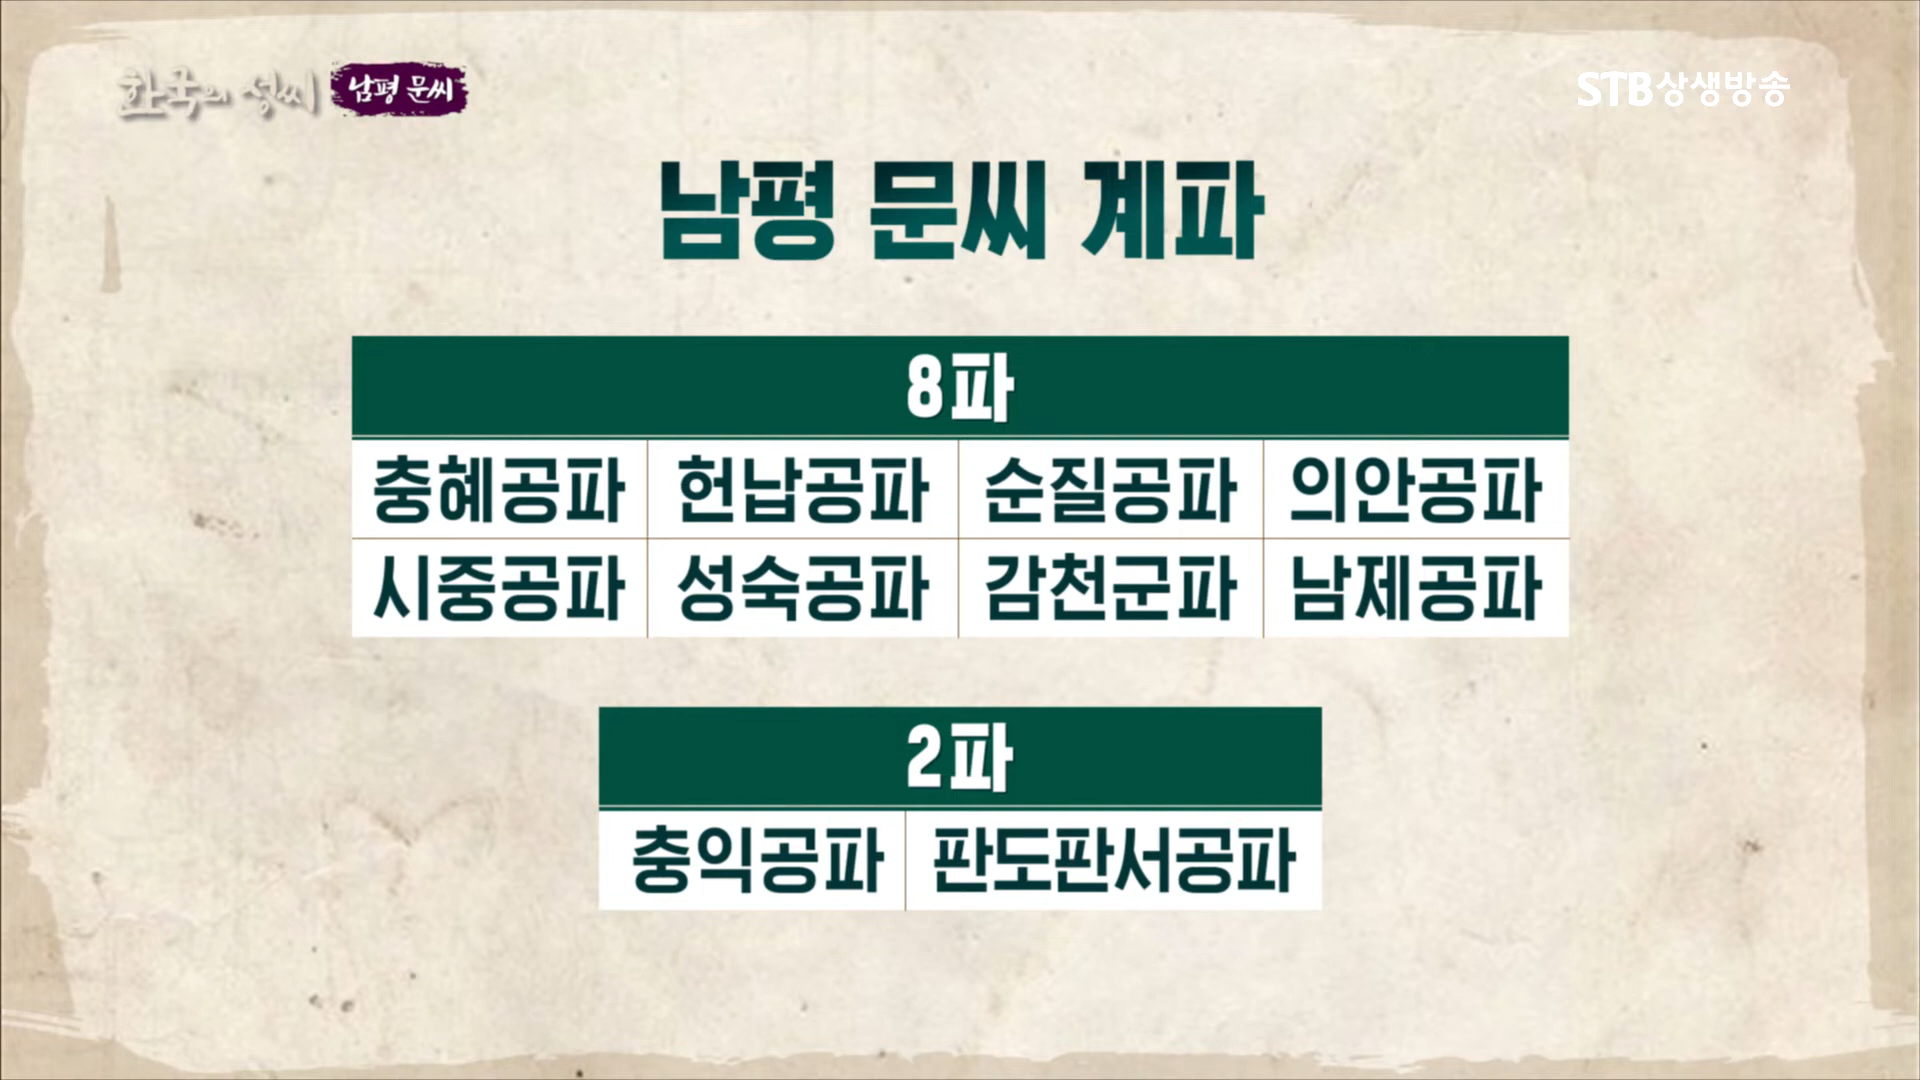 한국의 성씨 남평 문씨
STB상생방송
남평 문씨 계파
8파
충혜공파 헌납공파 순질공파 의안공파
시중공파 성숙공파 감천군파 남제공파
2파
충익공파 판도판서공파